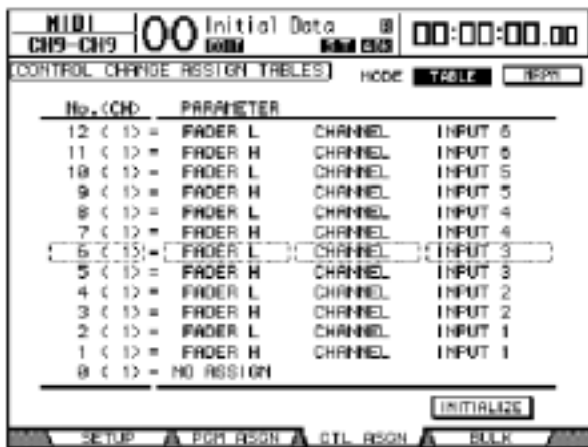 MIDI
CH9-CH9
00 Initial Data
EDIT
00:00:00.00
[CONTROL CHANGE ASSIGN TABLES] MODE TABLE NRPN
No.(CH) PARAMETER
12 ( 1) = FADER L CHANNEL INPUT 6
11 ( 1) = FADER H CHANNEL INPUT 6
10 ( 1) = FADER L CHANNEL INPUT 5
9 ( 1) = FADER H CHANNEL INPUT 5
8 ( 1) = FADER L CHANNEL INPUT 4
7 ( 1) = FADER H CHANNEL INPUT 4
6 ( 1) = FADER L CHANNEL INPUT 3
5 ( 1) = FADER H CHANNEL INPUT 3
4 ( 1) = FADER L CHANNEL INPUT 2
3 ( 1) = FADER H CHANNEL INPUT 2
2 ( 1) = FADER L CHANNEL INPUT 1
1 ( 1) = FADER H CHANNEL INPUT 1
0 ( 1) = NO ASSIGN
INITIALIZE
SETUP PGM ASGN CTL ASGN BULK